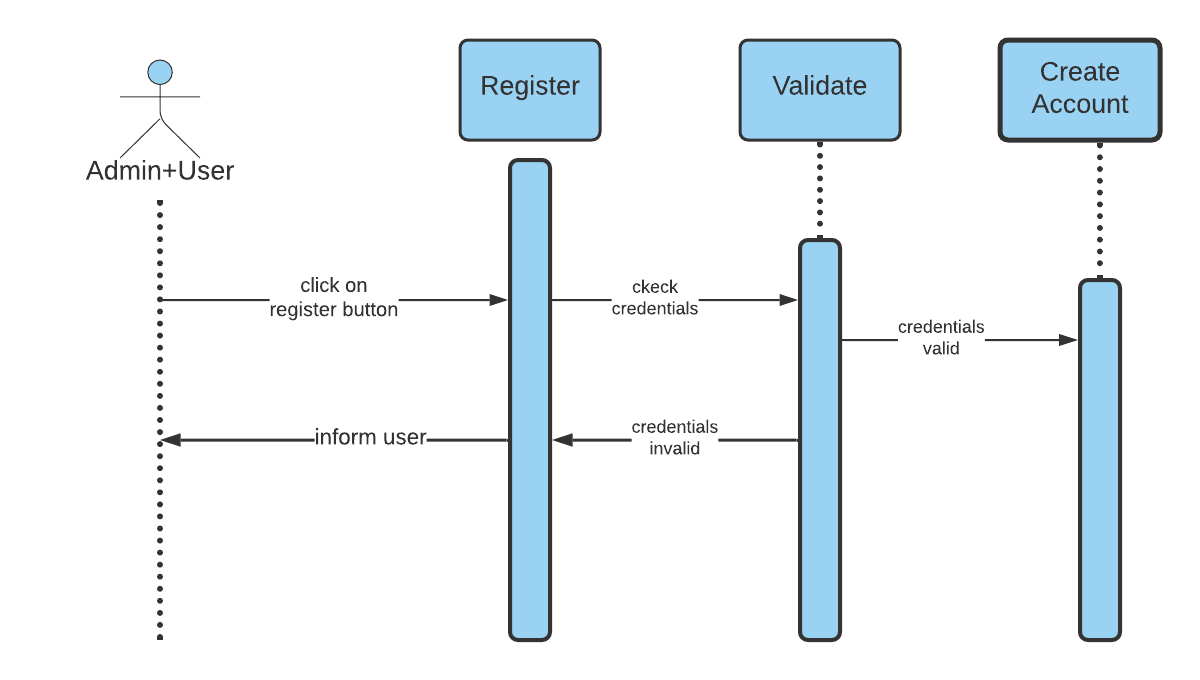 Register
Validate
Create
Account
Admin+User
click on
register button
ckeck
credentials
credentials
valid
inform user
credentials
invalid